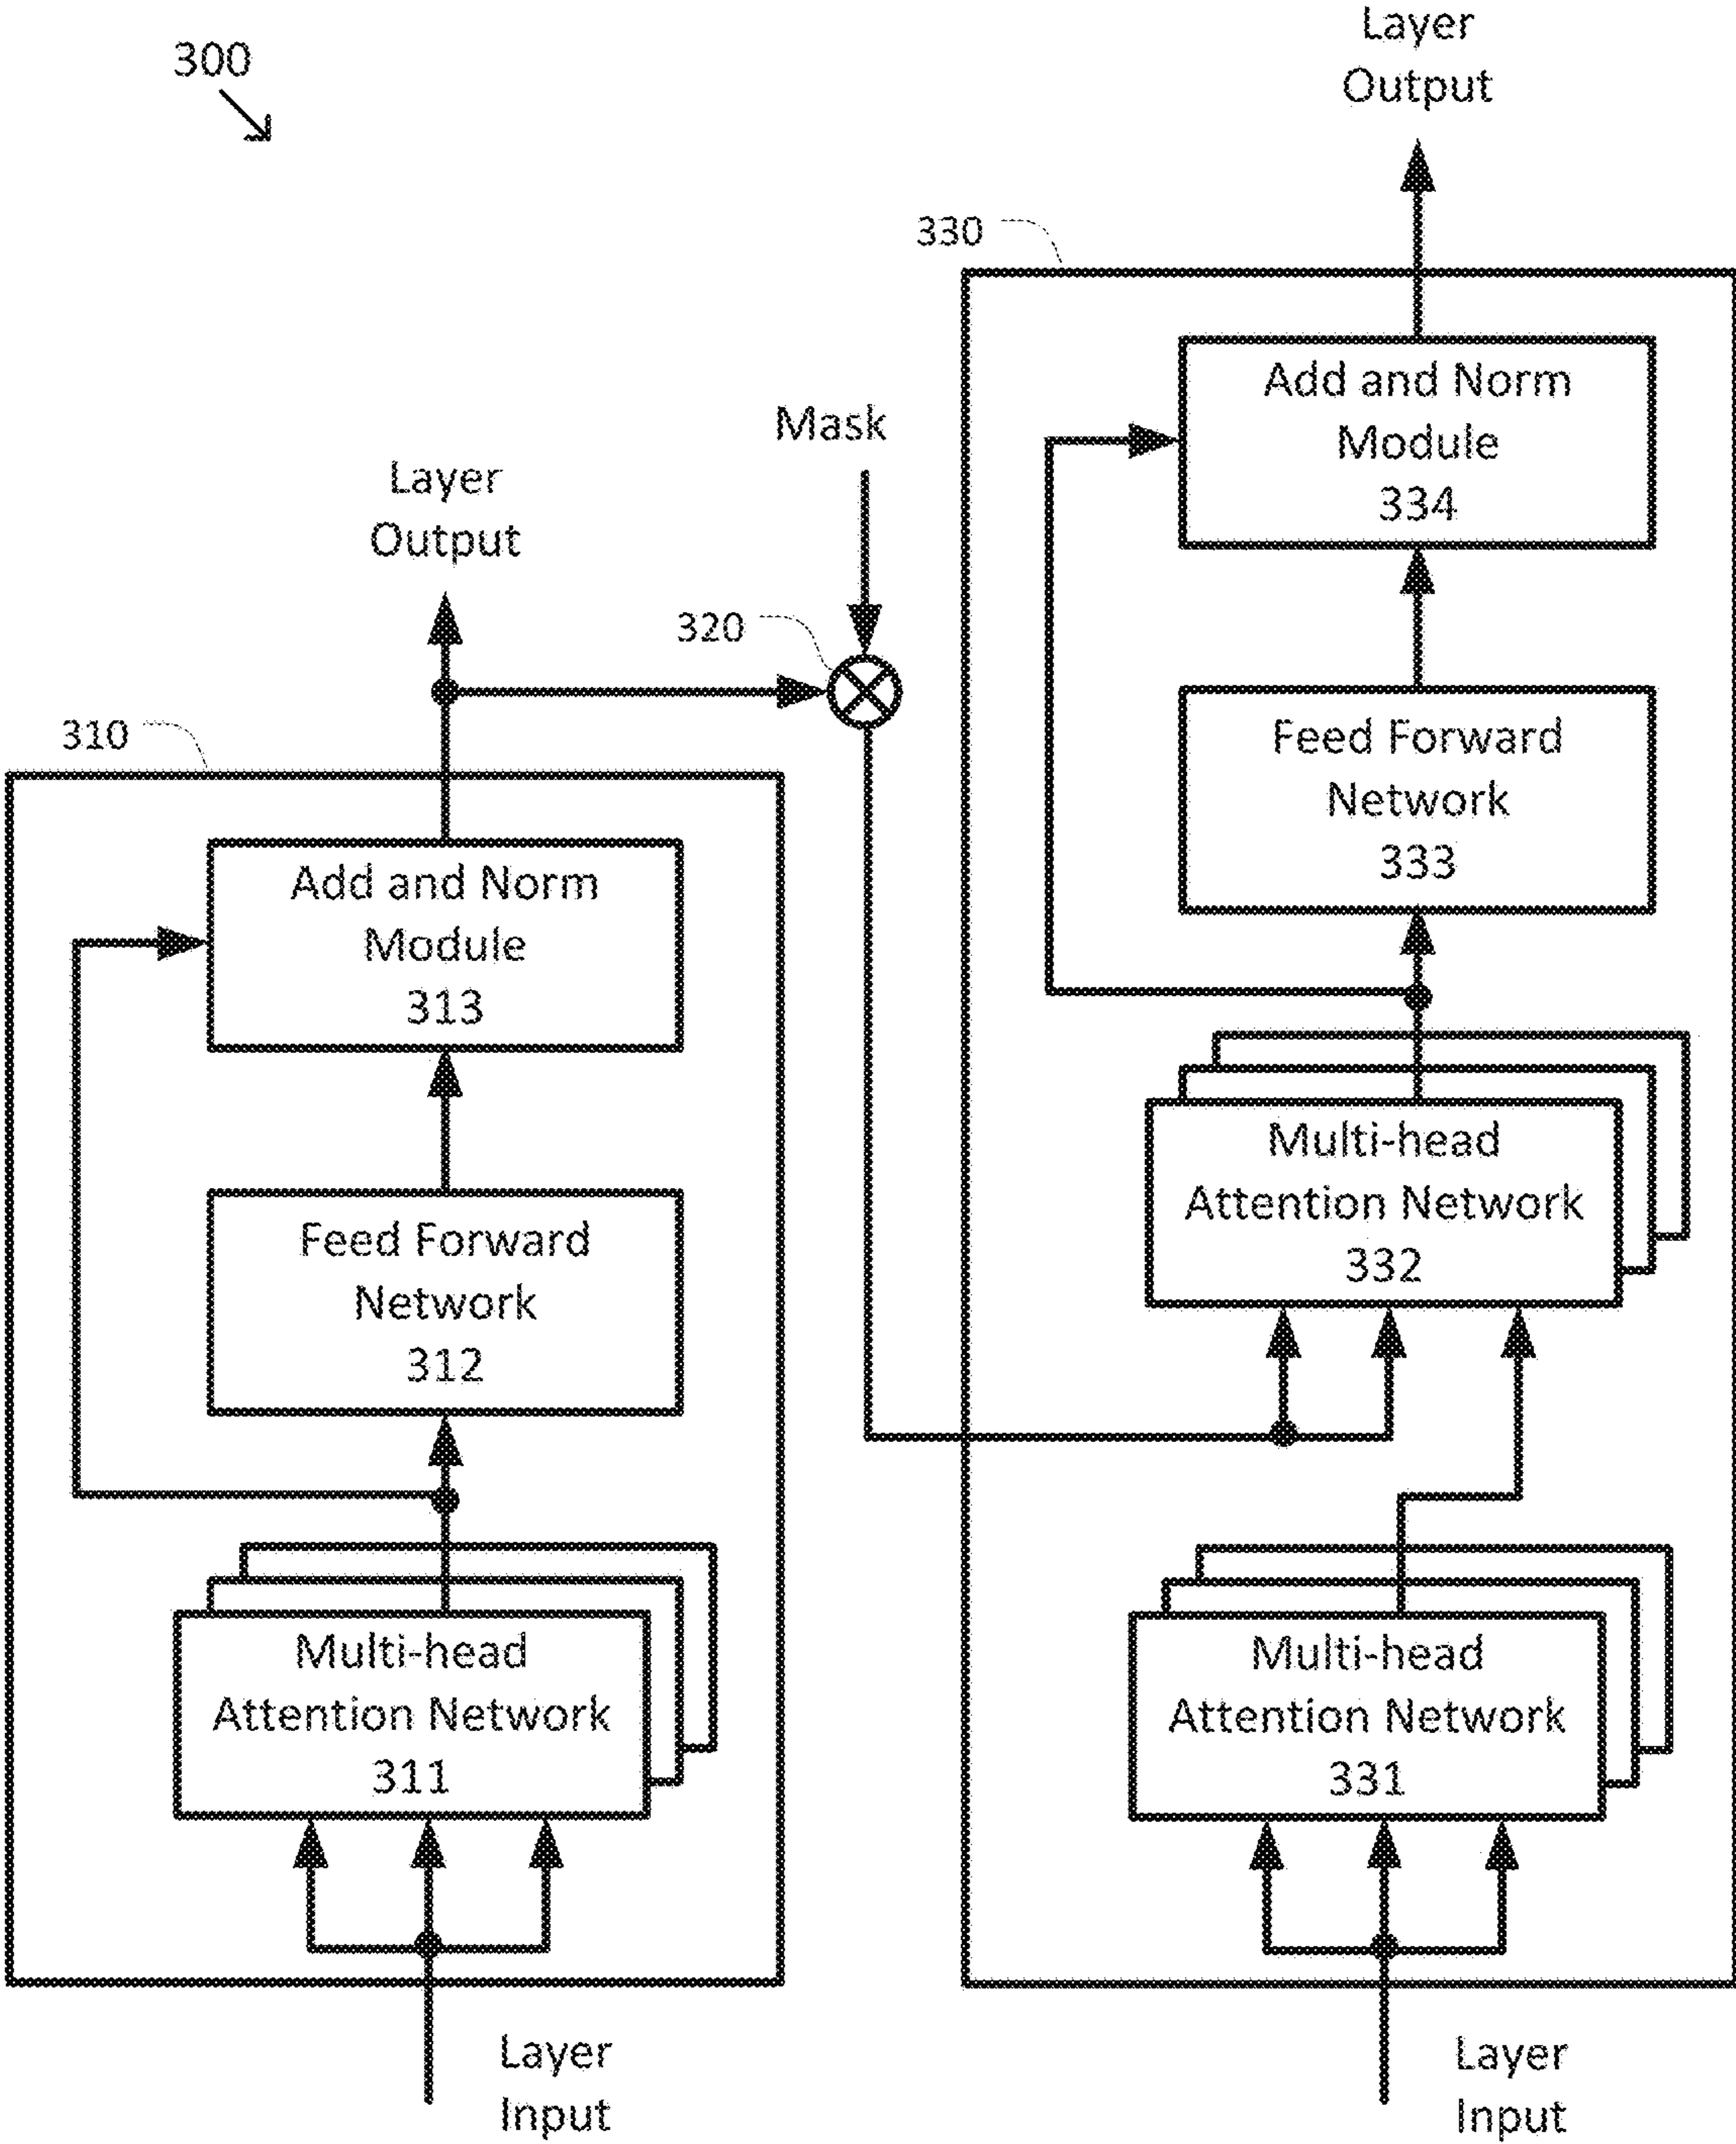 300
Layer
Output
330
Add and Norm
Module
334
Mask
Layer
Output
320
Feed Forward
Network
333
310
Add and Norm
Module
313
Multi-head
Attention Network
332
Feed Forward
Network
312
Multi-head
Attention Network
311
Multi-head
Attention Network
331
Layer
Input
Layer
Input